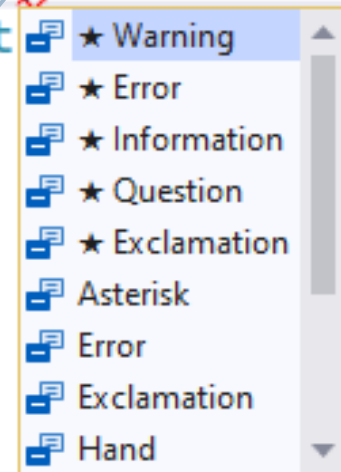 t
★ Warning
★ Error
★ Information
★ Question
★ Exclamation
Asterisk
Error
Exclamation
Hand